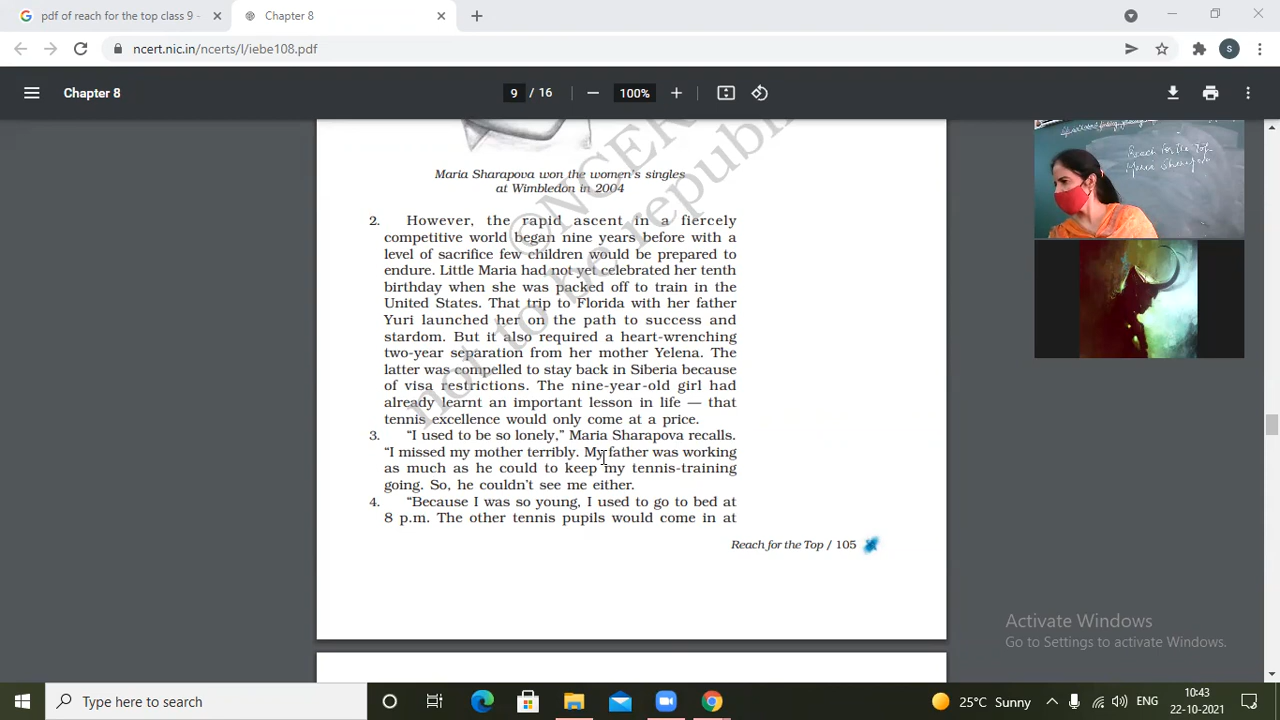 pdf of reach for the top class 9 -
Chapter 8
ncert.nic.in/ncerts/l/iebe108.pdf
S
Chapter 8
9 / 16
100%
©NCER
not to be republi
Maria Sharapova won the women's singles
at Wimbledon in 2004
2. However, the rapid ascent in a fiercely
competitive world began nine years before with a
level of sacrifice few children would be prepared to
endure. Little Maria had not yet celebrated her tenth
birthday when she was packed off to train in the
United States. That trip to Florida with her father
Yuri launched her on the path to success and
stardom. But it also required a heart-wrenching
two-year separation from her mother Yelena. The
latter was compelled to stay back in Siberia because
of visa restrictions. The nine-year-old girl had
already learnt an important lesson in life — that
tennis excellence would only come at a price.
3. “I used to be so lonely,” Maria Sharapova recalls.
“I missed my mother terribly. My father was working
as much as he could to keep my tennis-training
going. So, he couldn't see me either.
4. “Because I was so young, I used to go to bed at
8 p.m. The other tennis pupils would come in at
Reach for the Top / 105
Reach for the Top
Maria Sharapova
Activate Windows
Go to Settings to activate Windows.
Type here to search
25°C Sunny
ENG
10:43
22-10-2021